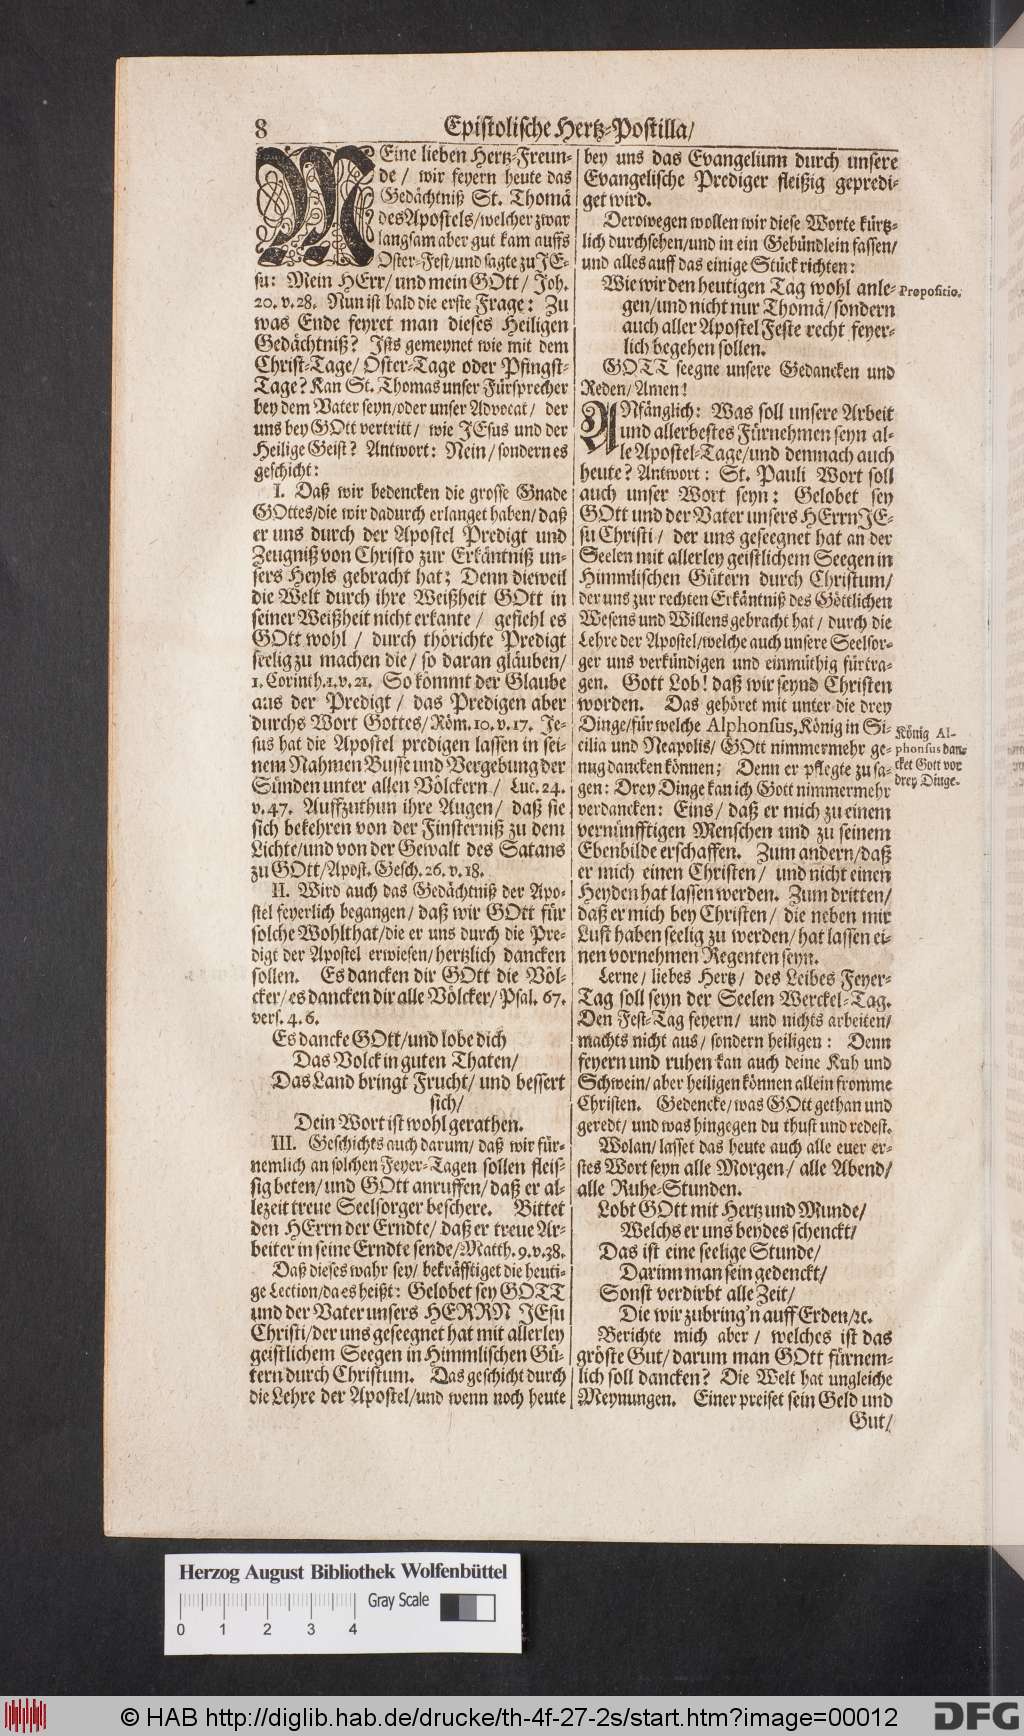 8
Epistolische Hertz-Postilla/
MEine lieben Hertz-Freun-
de/ wir feyern heute das
Gedächtniß St. Thomä
des Apostels/welcher zwar
langsam aber gut kam auffs
Oster-Fest/und sagte zu JE-
su: Mein HErr/und mein GOtt/ Joh.
20. v. 28. Nun ist bald die erste Frage: Zu
was Ende feyret man dieses Heiligen
Gedächtniß? Ists gemeynet wie mit dem
Christ-Tage/ Oster-Tage oder Pfingst-
Tage? Kan St. Thomas unser Fürsprecher
bey dem Vater seyn/oder unser Advocat/ der
uns bey GOtt vertritt/ wie JEsus und der
Heilige Geist? Antwort: Nein/sondern es
geschicht:
I. Daß wir bedencken die grosse Gnade
GOttes/die wir dadurch erlanget haben/daß
er uns durch der Apostel Predigt und
Zeugniß von Christo zur Erkäntniß un-
sers Heyls gebracht hat; Denn dieweil
die Welt durch ihre Weißheit GOtt in
seiner Weißheit nicht erkante/ gefiehl es
GOtt wohl/ durch thörichte Predigt
seelig zu machen die/ so daran gläuben/
1. Corinth. 1. v. 21. So kömmt der Glaube
aus der Predigt/ das Predigen aber
durchs Wort Gottes/ Röm. 10. v. 17. Je-
sus hat die Apostel predigen lassen in sei-
nem Nahmen Busse und Vergebung der
Sünden unter allen Völckern/ Luc. 24.
v. 47. Auffzuthun ihre Augen/ daß sie
sich bekehren von der Finsterniß zu dem
Lichte/und von der Gewalt des Satans
zu GOtt/Apost. Gesch. 26. v. 18.
II. Wird auch das Gedächtniß der Apo-
stel feyerlich begangen/ daß wir GOtt für
solche Wohlthat/die er uns durch die Pre-
digt der Apostel erwiesen/hertzlich dancken
sollen. Es dancken dir GOtt die Völ-
cker/es dancken dir alle Völcker/Psal. 67.
vers. 4. 6.
Es dancke GOtt/und lobe dich
Das Volck in guten Thaten/
Das Land bringt Frucht/ und bessert
sich/
Dein Wort ist wohl gerathen.
III. Geschichts auch darum/ daß wir für-
nemlich an solchen Feyer-Tagen sollen fleis-
sig beten/und GOtt anruffen/daß er al-
lezeit treue Seelsorger beschere. Bittet
den HErrn der Erndte/ daß er treue Ar-
beiter in seine Erndte sende/Matth. 9. v. 38.
Daß dieses wahr sey/ bekräfftiget die heuti-
ge Lection/da es heißt: Gelobet sey GOTT
und der Vater unsers HERRN JEsu
Christi/der uns geseegnet hat mit allerley
geistlichem Seegen in Himmlischen Gü-
tern durch Christum. Das geschicht durch
die Lehre der Apostel/und wenn noch heute
bey uns das Evangelium durch unsere
Evangelische Prediger fleißig gepredi-
get wird.
Derowegen wollen wir diese Worte kürtz-
lich durchsehen/und in ein Gebündlein fassen/
und alles auff das einige Stück richten:
Wie wir den heutigen Tag wohl anle-
gen/und nicht nur Thomä/ sondern
auch aller Apostel Feste recht feyer-
lich begehen sollen.
Propositio.
GOTT seegne unsere Gedancken und
Reden/Amen!
ANfänglich: Was soll unsere Arbeit
und allerbestes Fürnehmen seyn al-
le Apostel-Tage/und dennach auch
heute? Antwort: St. Pauli Wort soll
auch unser Wort seyn: Gelobet sey
GOtt und der Vater unsers HErrn JE-
su Christi/ der uns geseegnet hat an der
Seelen mit allerley geistlichem Seegen in
Himmlischen Gütern durch Christum/
der uns zur rechten Erkäntniß des Göttlichen
Wesens und Willens gebracht hat/ durch die
Lehre der Apostel/welche auch unsere Seelsor-
ger uns verkündigen und einmüthig fürtra-
gen. Gott Lob! daß wir seynd Christen
worden. Das gehöret mit unter die drey
Dinge/für welche Alphonsus, König in Si-
cilia und Neapolis/ GOtt nimmermehr ge-
nug dancken können; Denn er pflegte zu sa-
gen: Drey Dinge kan ich Gott nimmermehr
verdancken: Eins/ daß er mich zu einem
vernünfftigen Menschen und zu seinem
Ebenbilde erschaffen. Zum andern/daß
er mich einen Christen/ und nicht einen
Heyden hat lassen werden. Zum dritten/
daß er mich bey Christen/ die neben mir
Lust haben seelig zu werden/hat lassen ei-
nen vornehmen Regenten seyn.
König Al-
phonsus dan-
cket Gott vor
drey Dinge.
Lerne/ liebes Hertz/ des Leibes Feyer-
Tag soll seyn der Seelen Werckel-Tag.
Den Fest-Tag feyern/ und nichts arbeiten/
machts nicht aus/ sondern heiligen: Denn
feyern und ruhen kan auch deine Kuh und
Schwein/aber heiligen können allein fromme
Christen. Gedencke/was GOtt gethan und
geredt/ und was hingegen du thust und redest.
Wolan/lasset das heute auch alle euer er-
stes Wort seyn alle Morgen/ alle Abend/
alle Ruhe-Stunden.
Lobt GOtt mit Hertz und Munde/
Welchs er uns beydes schenckt/
Das ist eine seelige Stunde/
Darinn man sein gedenckt/
Sonst verdirbt alle Zeit/
Die wir zubring'n auff Erden/ꝛc.
Berichte mich aber/ welches ist das
gröste Gut/darum man GOtt fürnem-
lich soll dancken? Die Welt hat ungleiche
Meynungen. Einer preiset sein Geld und
Gut/
Herzog August Bibliothek Wolfenbüttel
Gray Scale
0 1 2 3 4
© HAB http://diglib.hab.de/drucke/th-4f-27-2s/start.htm?image=00012
DFG